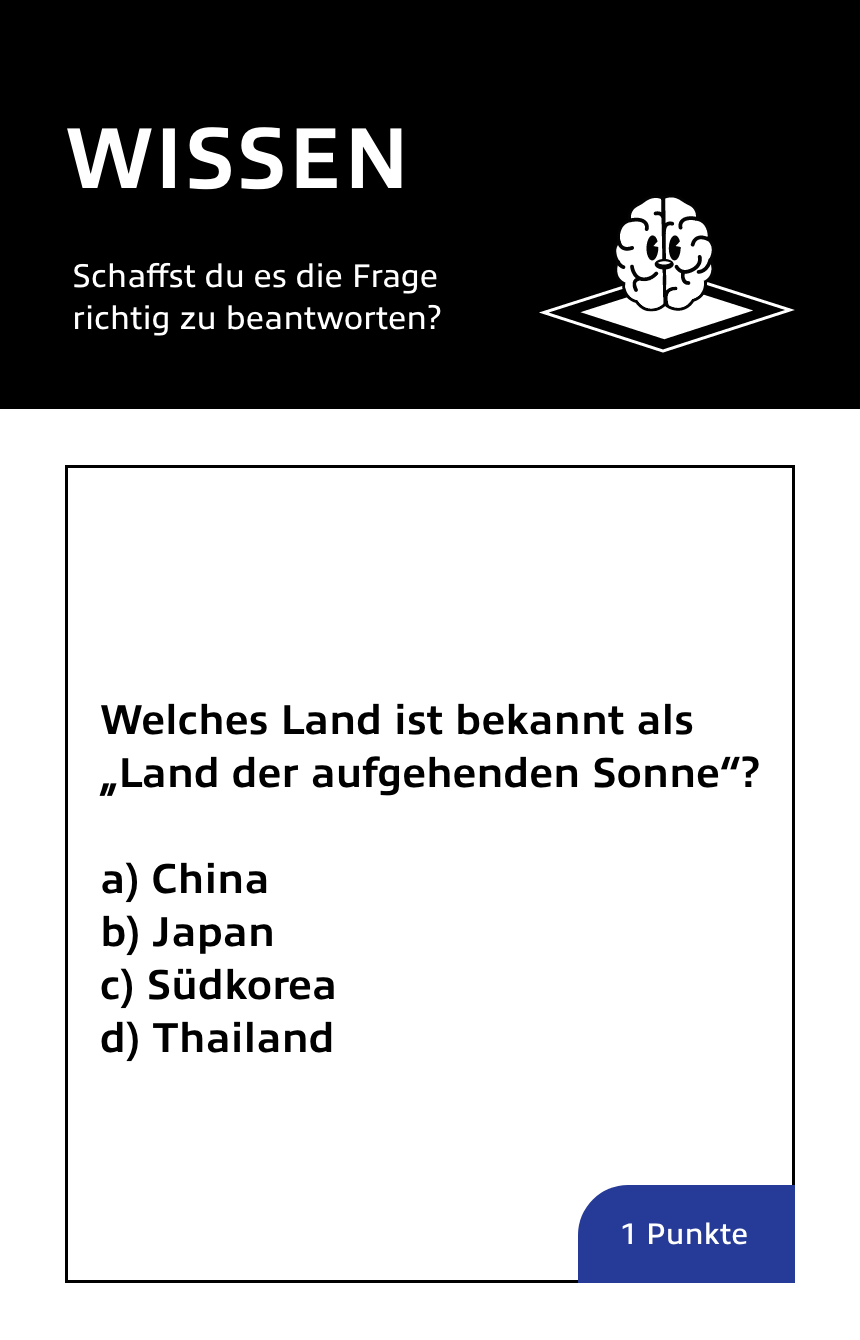 WISSEN
Schaffst du es die Frage
richtig zu beantworten?
Welches Land ist bekannt als
„Land der aufgehenden Sonne“?
a) China
b) Japan
c) Südkorea
d) Thailand
1 Punkte